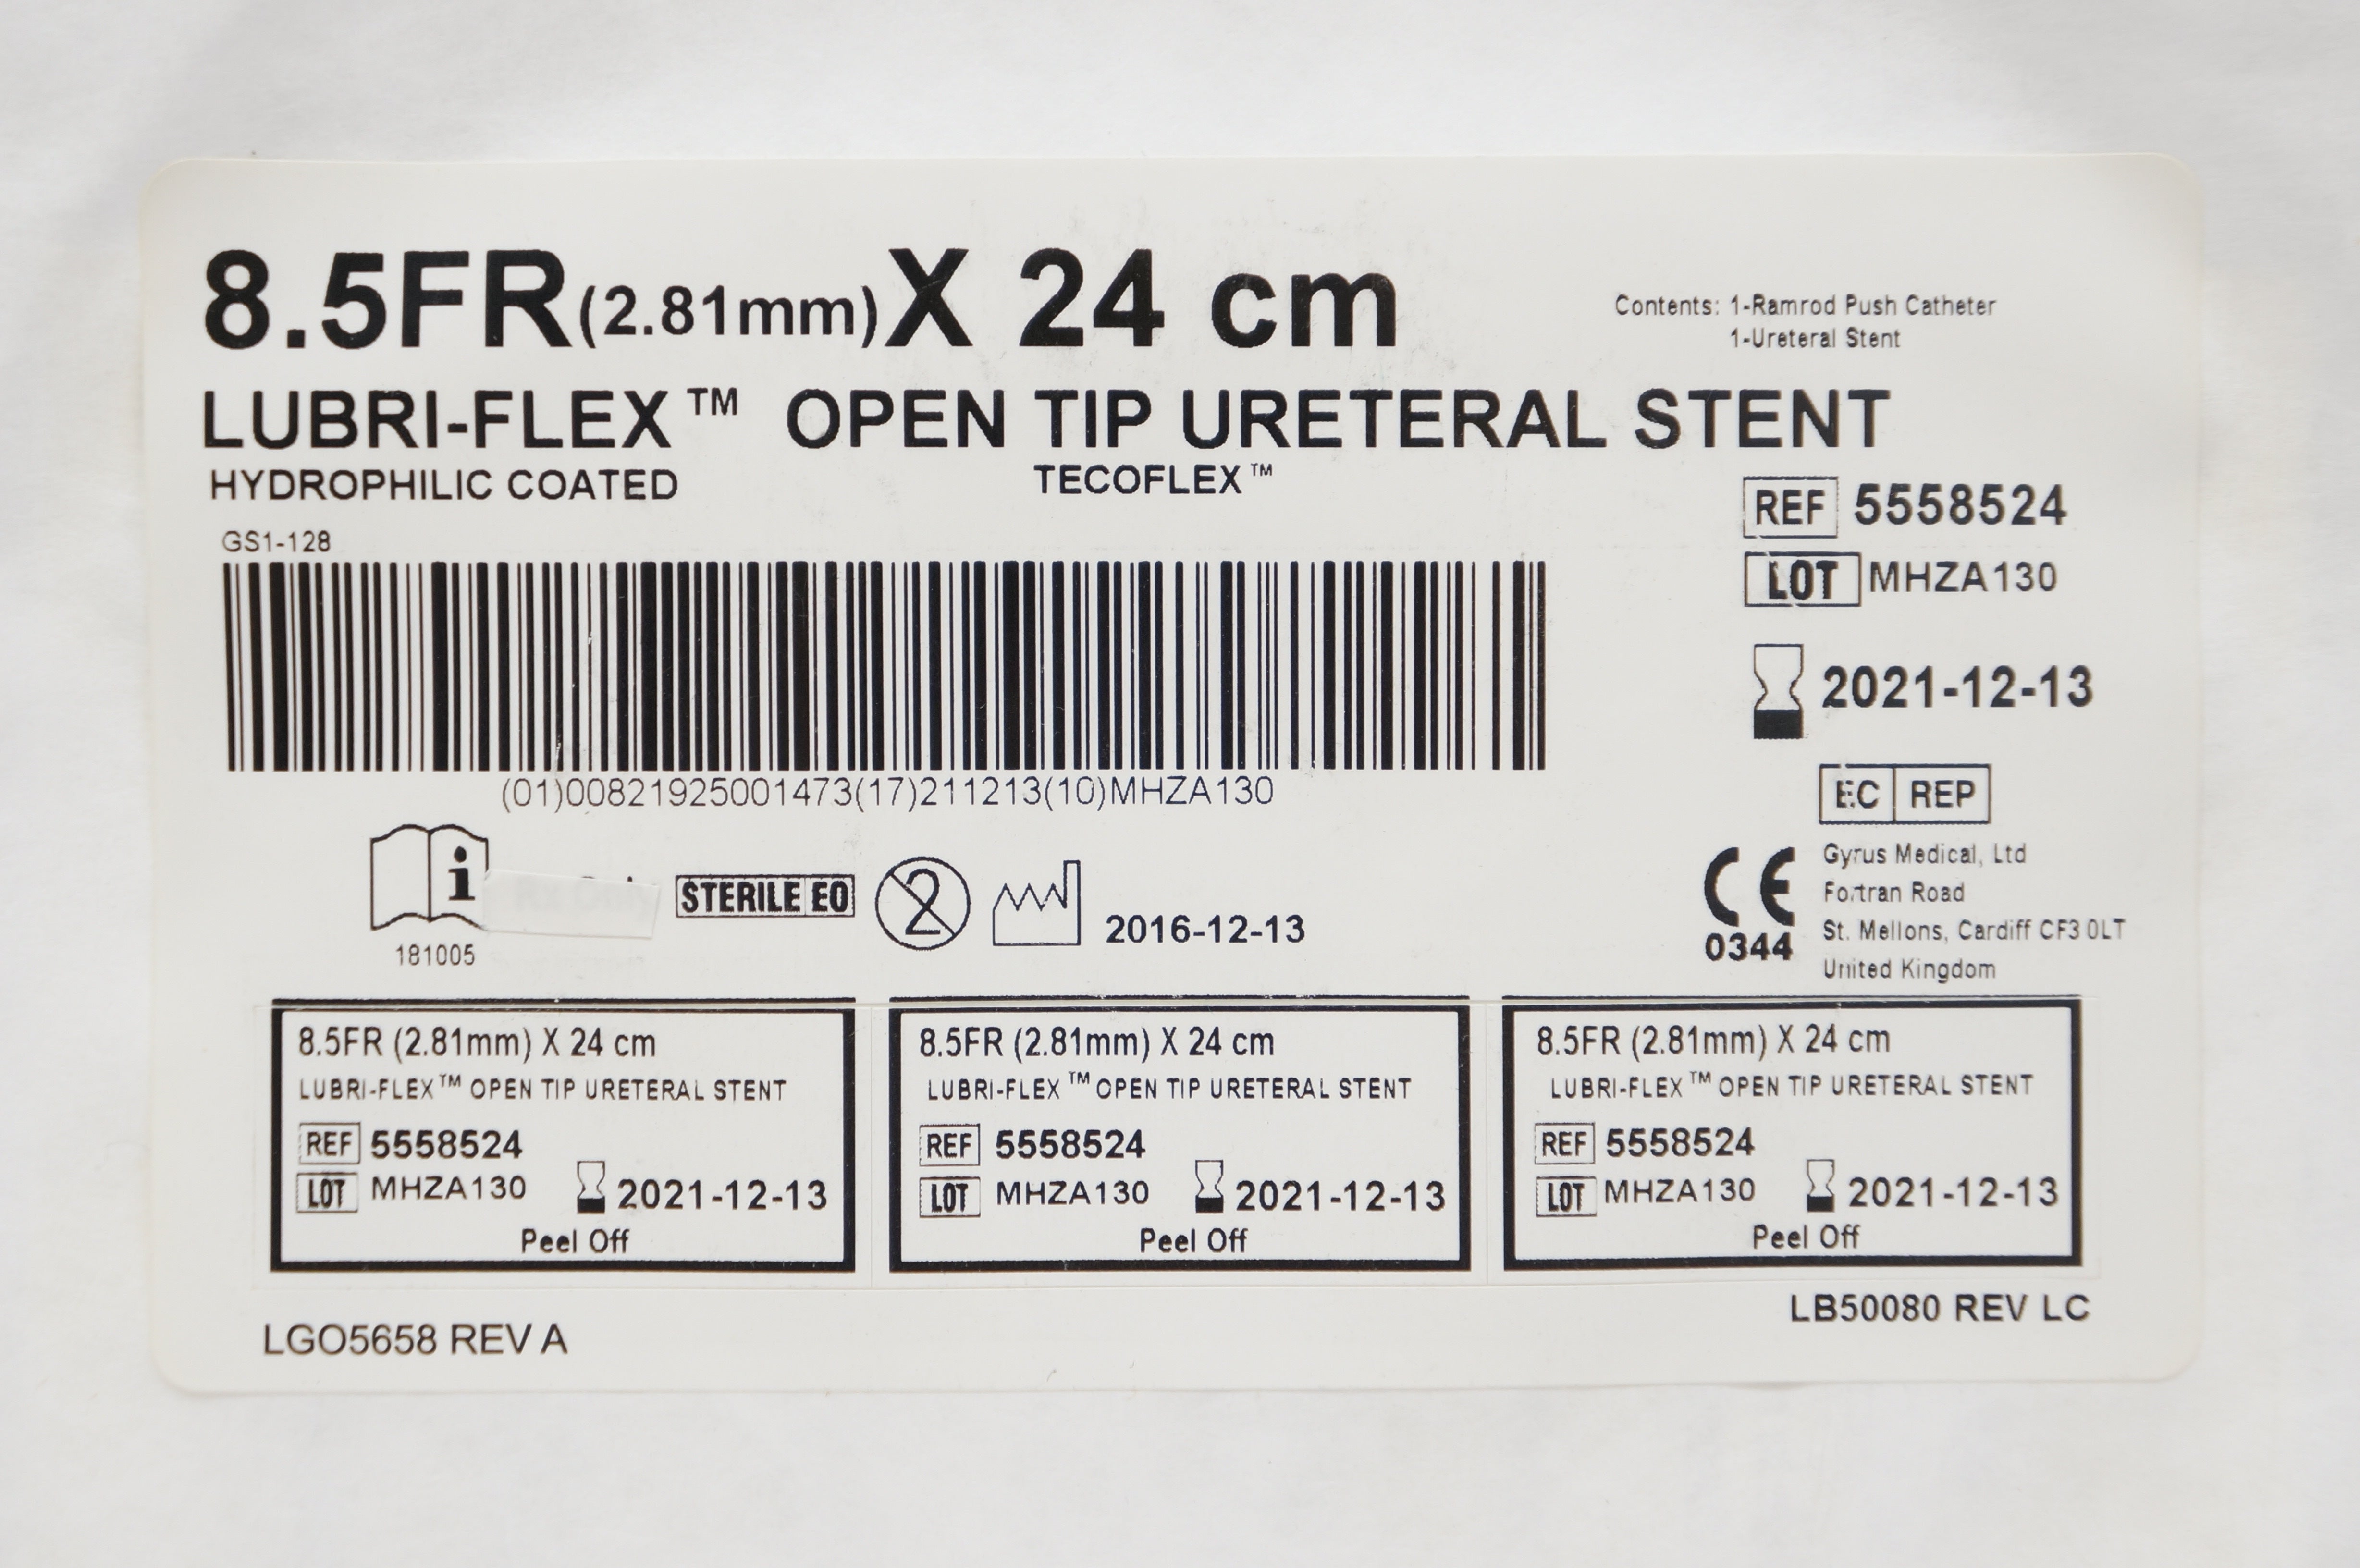 8.5FR (2.81mm) X 24 cm
Contents: 1-Ramrod Push Catheter
1-Ureteral Stent
LUBRI-FLEX™ OPEN TIP URETERAL STENT
HYDROPHILIC COATED
TECOFLEX™
REF 5558524
LOT MHZA130
2021-12-13
GS1-128
(01)00821925001473(17)211213(10)MHZA130
EC REP
Gyrus Medical, Ltd
Fortran Road
St. Mellons, Cardiff CF3 0LT
United Kingdom
CE
0344
i
181005
Rx Only
STERILE EO
2
2016-12-13
8.5FR (2.81mm) X 24 cm
LUBRI-FLEX™ OPEN TIP URETERAL STENT
REF 5558524
LOT MHZA130
2021-12-13
Peel Off
8.5FR (2.81mm) X 24 cm
LUBRI-FLEX™ OPEN TIP URETERAL STENT
REF 5558524
LOT MHZA130
2021-12-13
Peel Off
8.5FR (2.81mm) X 24 cm
LUBRI-FLEX™ OPEN TIP URETERAL STENT
REF 5558524
LOT MHZA130
2021-12-13
Peel Off
LGO5658 REV A
LB50080 REV LC